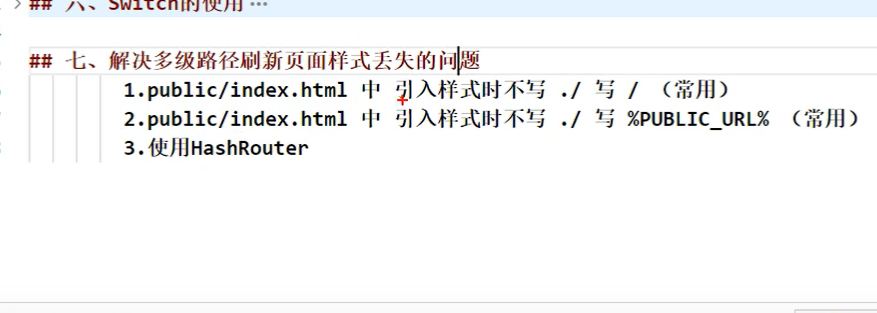 ## 六、Switch的使用 ···
## 七、解决多级路径刷新页面样式丢失的问题
1.public/index.html 中 引入样式时不写 ./ 写 / （常用）
2.public/index.html 中 引入样式时不写 ./ 写 %PUBLIC_URL% （常用）
3.使用HashRouter